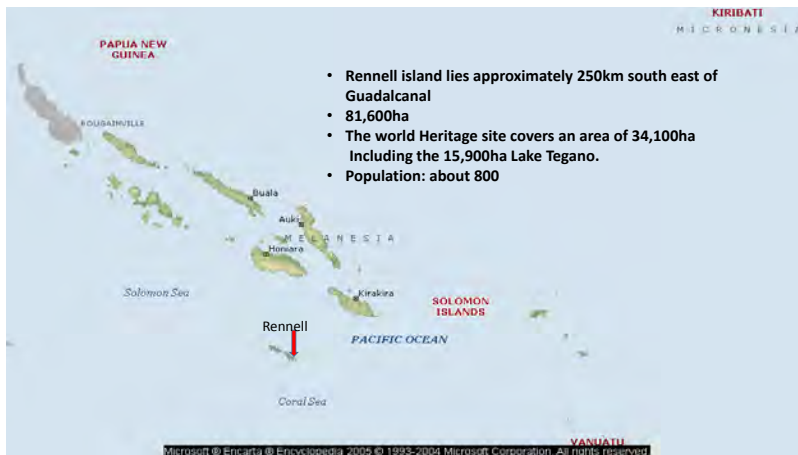 KIRIBATI
MICRONESIA
PAPUA NEW
GUINEA
• Rennell island lies approximately 250km south east of
Guadalcanal
• 81,600ha
• The world Heritage site covers an area of 34,100ha
Including the 15,900ha Lake Tegano.
• Population: about 800
BOUGAINVILLE
Buala
Auki
MELANESIA
Honiara
Kirakira
Solomon Sea
SOLOMON
ISLANDS
Rennell
PACIFIC OCEAN
Coral Sea
VANUATU
Microsoft ® Encarta ® Encyclopedia 2005 © 1993-2004 Microsoft Corporation. All rights reserved.